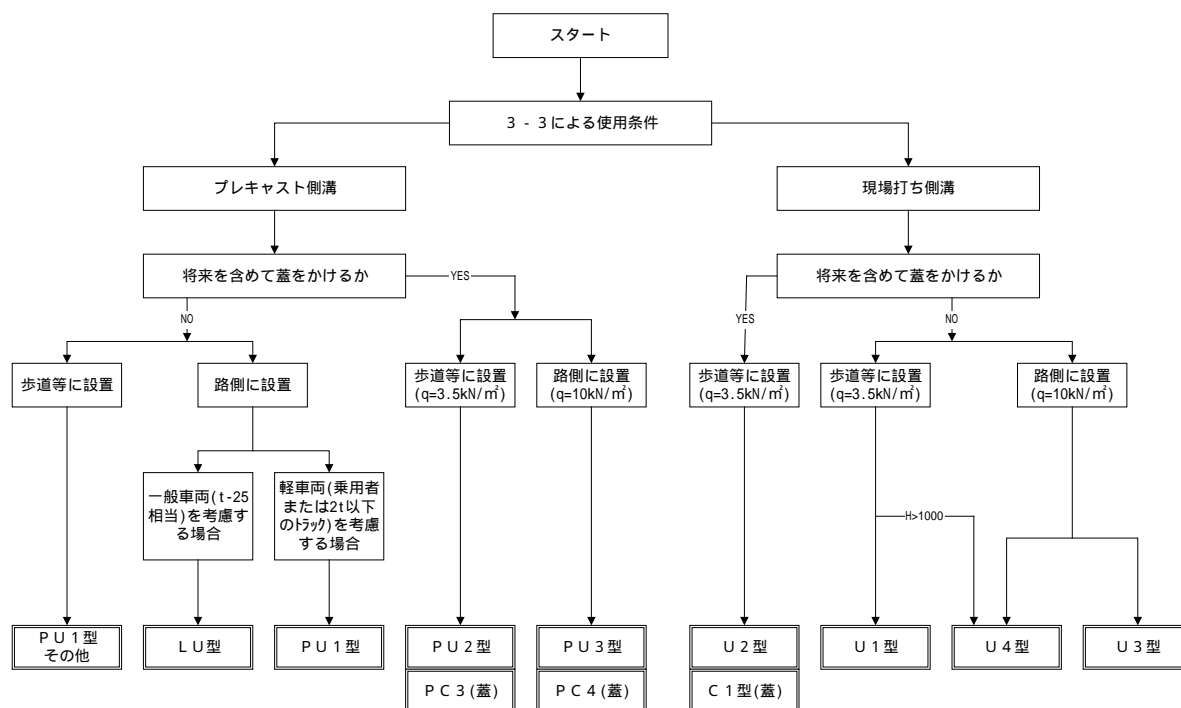 スタート
3-3による使用条件
プレキャスト側溝
現場打ち側溝
将来を含めて蓋をかけるか
YES
将来を含めて蓋をかけるか
NO
YES
NO
歩道等に設置
路側に設置
歩道等に設置
(q=3.5kN/㎡)
路側に設置
(q=10kN/㎡)
歩道等に設置
(q=3.5kN/㎡)
歩道等に設置
(q=3.5kN/㎡)
路側に設置
(q=10kN/㎡)
一般車両(t-25
相当)を考慮す
る場合
軽車両(乗用者
または2t以下
のトラック)を考慮
する場合
H>1000
PU1型
その他
LU型
PU1型
PU2型
PC3(蓋)
PU3型
PC4(蓋)
U2型
C1型(蓋)
U1型
U4型
U3型